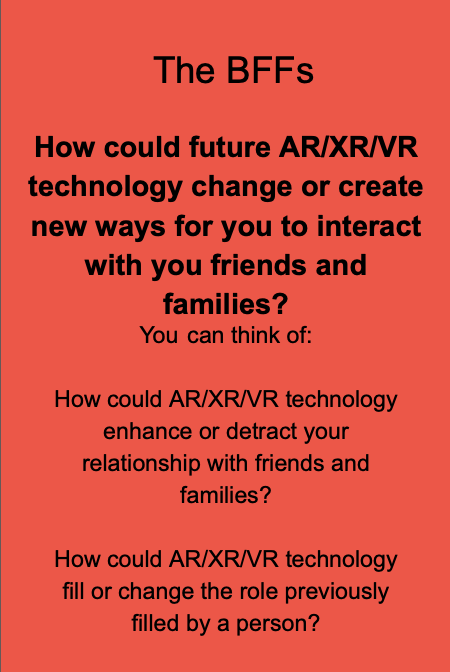 The BFFs
How could future AR/XR/VR
technology change or create
new ways for you to interact
with you friends and
families?
You can think of:
How could AR/XR/VR technology
enhance or detract your
relationship with friends and
families?
How could AR/XR/VR technology
fill or change the role previously
filled by a person?